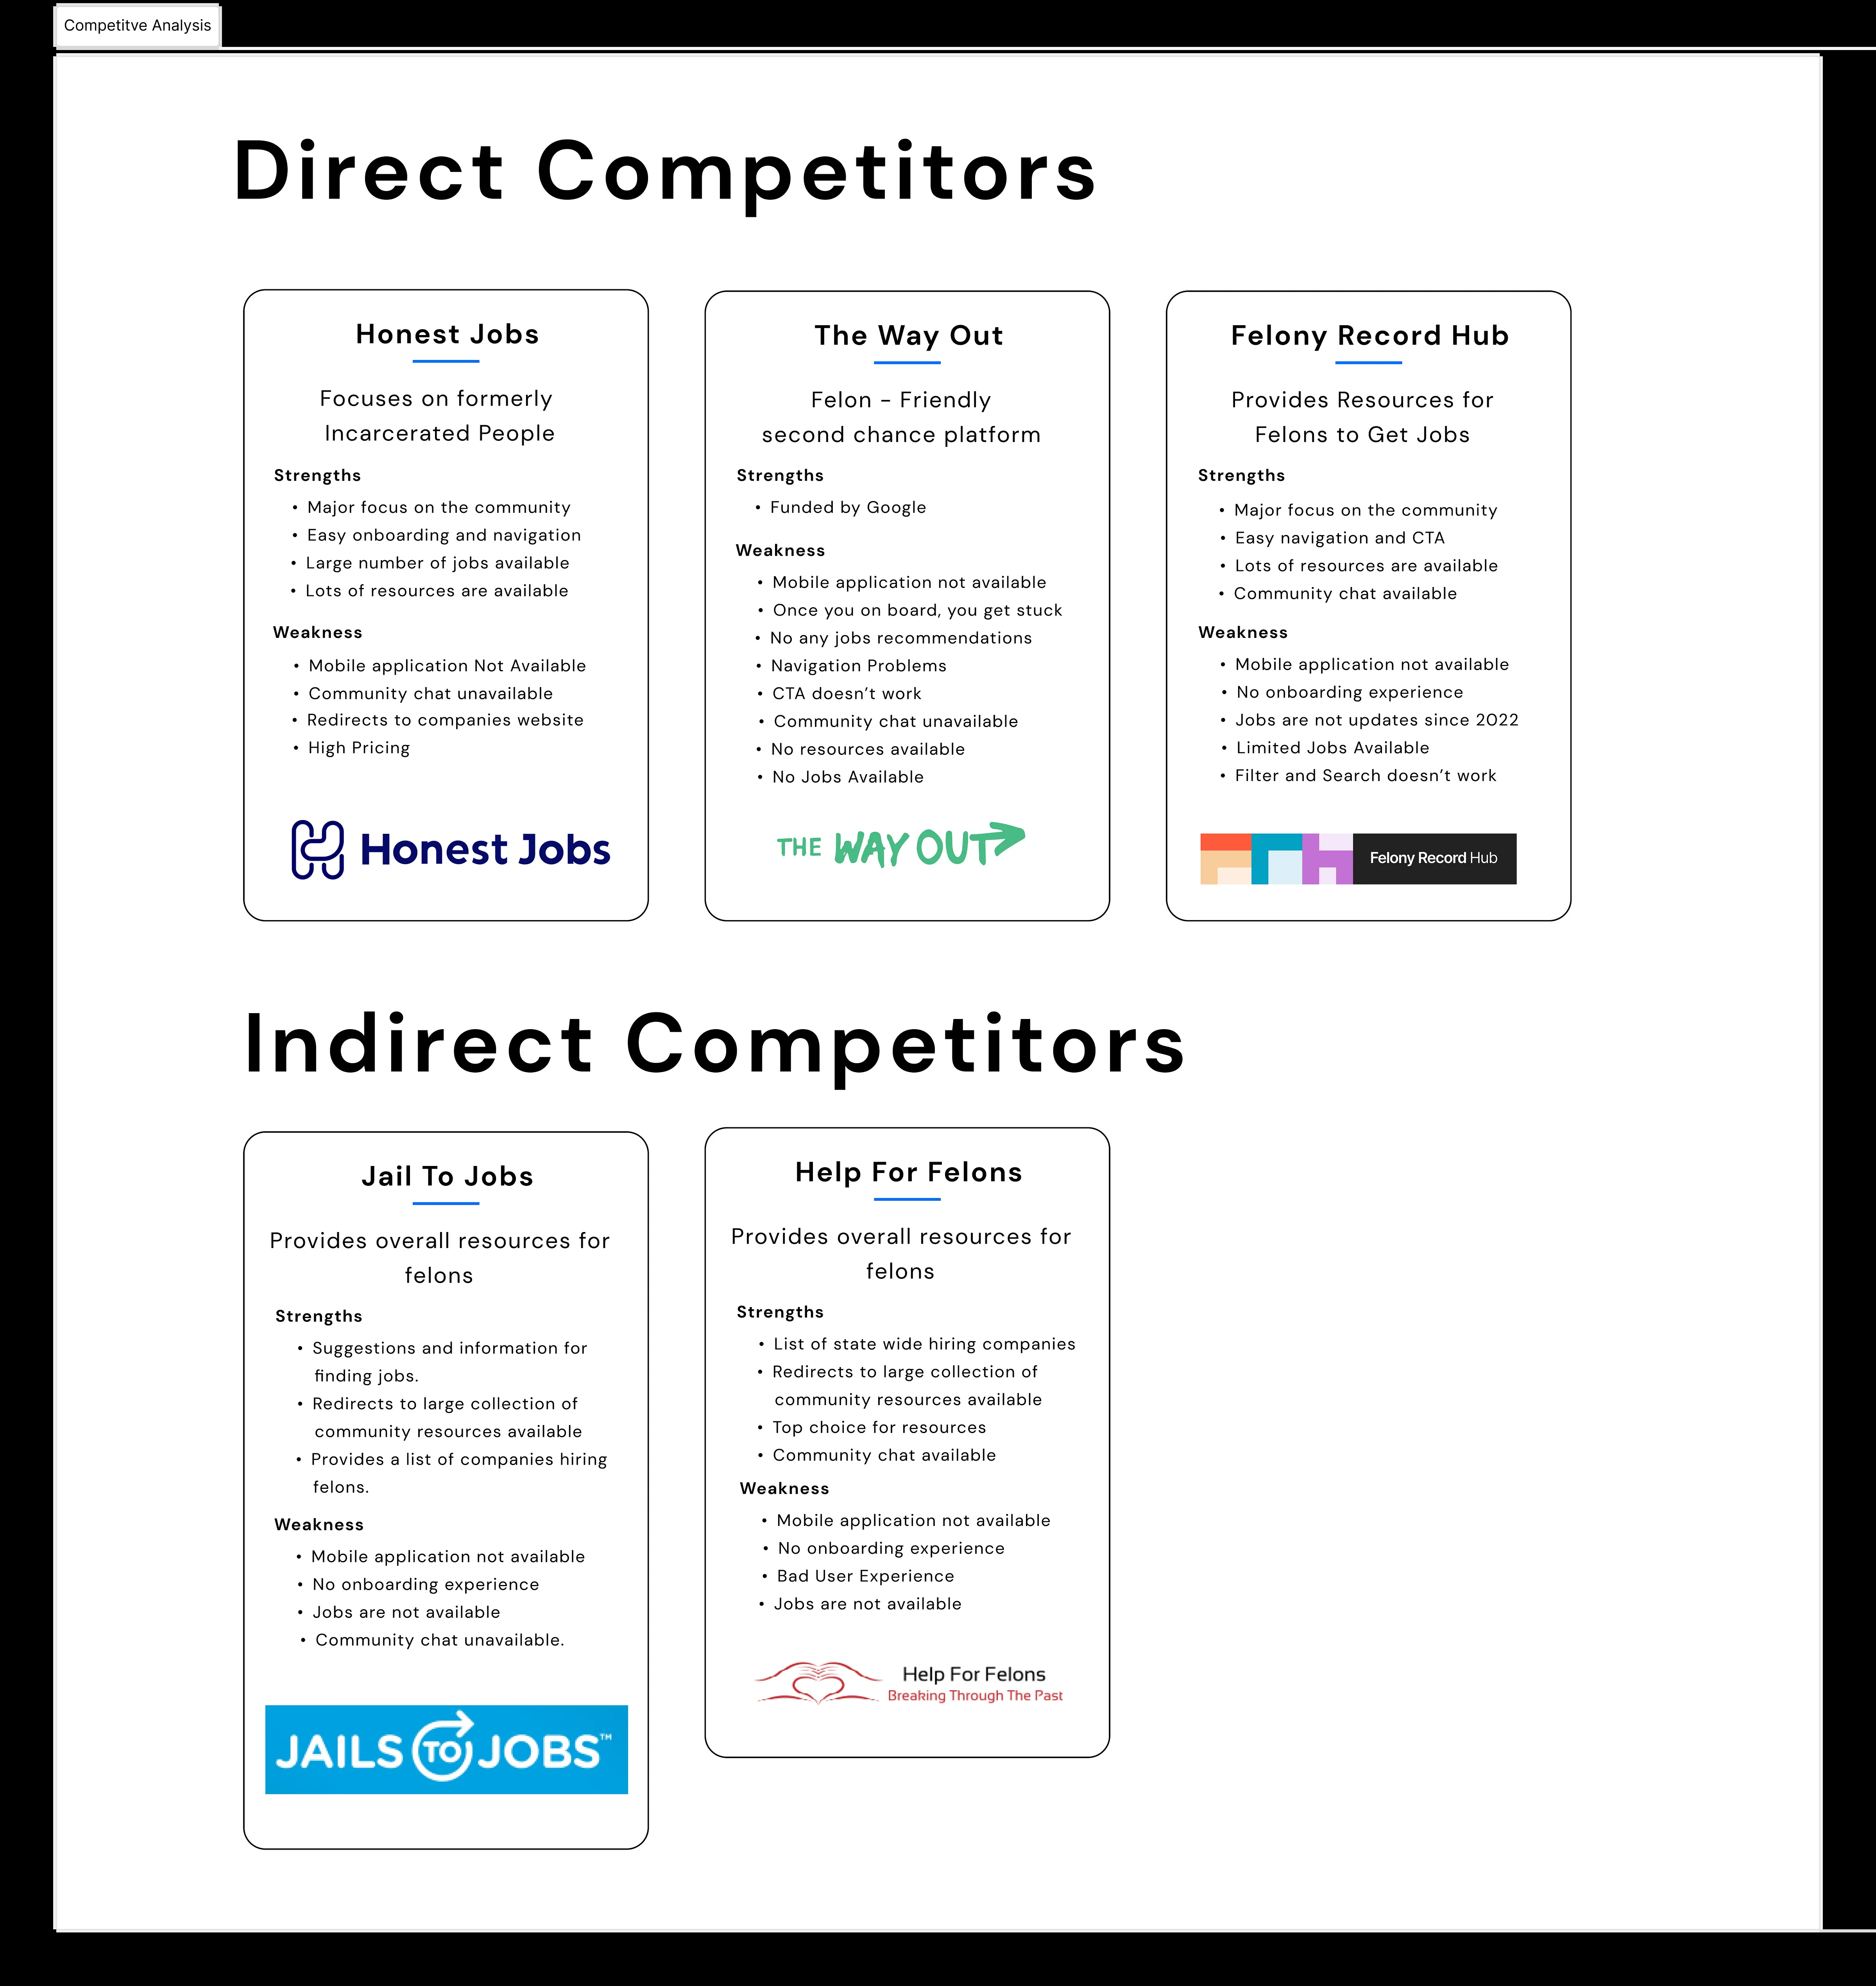 Competitve Analysis
Direct Competitors
Honest Jobs
Focuses on formerly
Incarcerated People
Strengths
• Major focus on the community
• Easy onboarding and navigation
• Large number of jobs available
• Lots of resources are available
Weakness
• Mobile application Not Available
• Community chat unavailable
• Redirects to companies website
• High Pricing
Honest Jobs
The Way Out
Felon - Friendly
second chance platform
Strengths
• Funded by Google
Weakness
• Mobile application not available
• Once you on board, you get stuck
• No any jobs recommendations
• Navigation Problems
• CTA doesn’t work
• Community chat unavailable
• No resources available
• No Jobs Available
THE WAY OUT
Felony Record Hub
Provides Resources for
Felons to Get Jobs
Strengths
• Major focus on the community
• Easy navigation and CTA
• Lots of resources are available
• Community chat available
Weakness
• Mobile application not available
• No onboarding experience
• Jobs are not updates since 2022
• Limited Jobs Available
• Filter and Search doesn’t work
Felony Record Hub
Indirect Competitors
Jail To Jobs
Provides overall resources for
felons
Strengths
• Suggestions and information for
finding jobs.
• Redirects to large collection of
community resources available
• Provides a list of companies hiring
felons.
Weakness
• Mobile application not available
• No onboarding experience
• Jobs are not available
• Community chat unavailable.
JAILS TO JOBS™
Help For Felons
Provides overall resources for
felons
Strengths
• List of state wide hiring companies
• Redirects to large collection of
community resources available
• Top choice for resources
• Community chat available
Weakness
• Mobile application not available
• No onboarding experience
• Bad User Experience
• Jobs are not available
Help For Felons
Breaking Through The Past